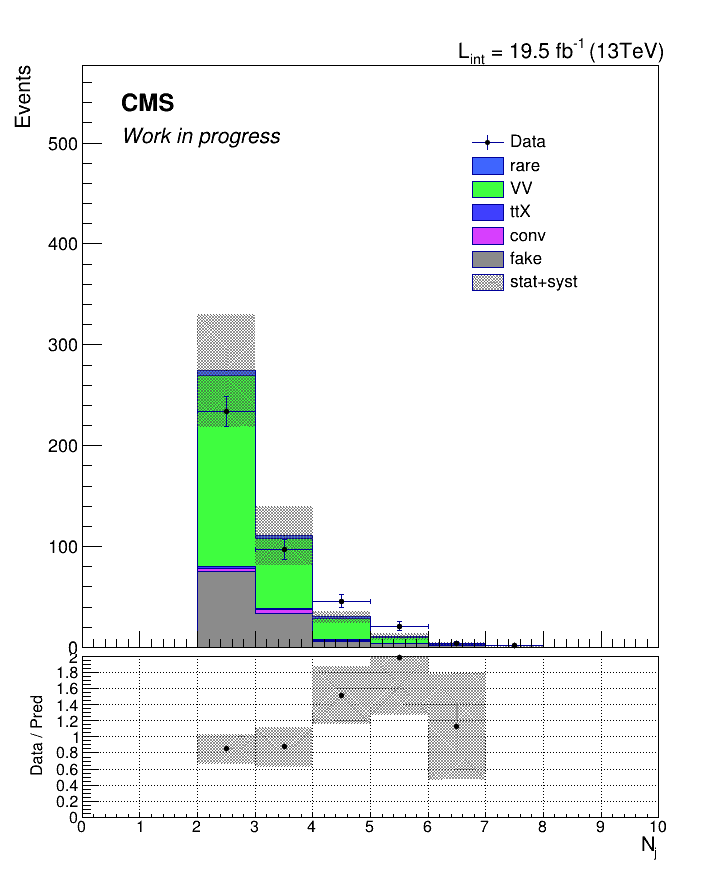 L_int = 19.5 fb⁻¹ (13TeV)
Events
CMS
Work in progress
500
400
300
200
100
0
Data
rare
VV
ttX
conv
fake
stat+syst
Data / Pred
2
1.8
1.6
1.4
1.2
1
0.8
0.6
0.4
0.2
0
0 1 2 3 4 5 6 7 8 9 10
N_j